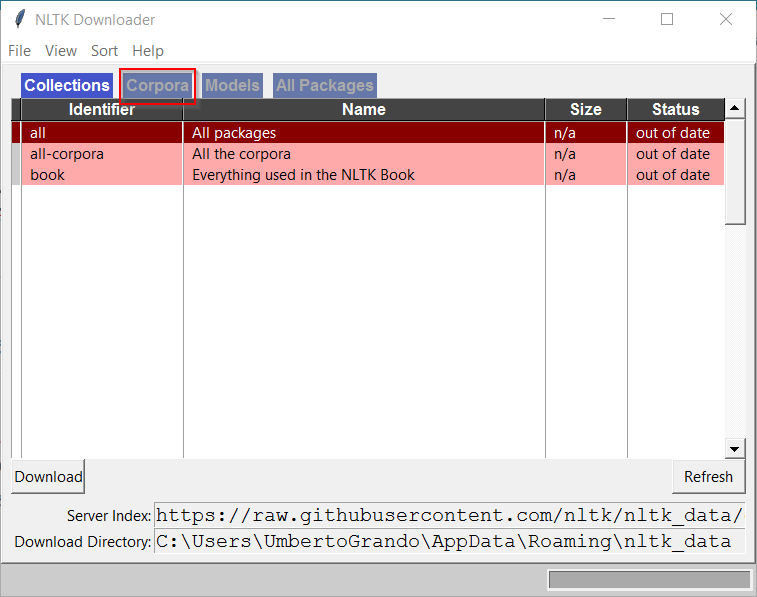 NLTK Downloader
File View Sort Help
Collections Corpora Models All Packages
Identifier Name Size Status
all All packages n/a out of date
all-corpora All the corpora n/a out of date
book Everything used in the NLTK Book n/a out of date
Download Refresh
Server Index: https://raw.githubusercontent.com/nltk/nltk_data/
Download Directory: C:\Users\UmbertoGrando\AppData\Roaming\nltk_data